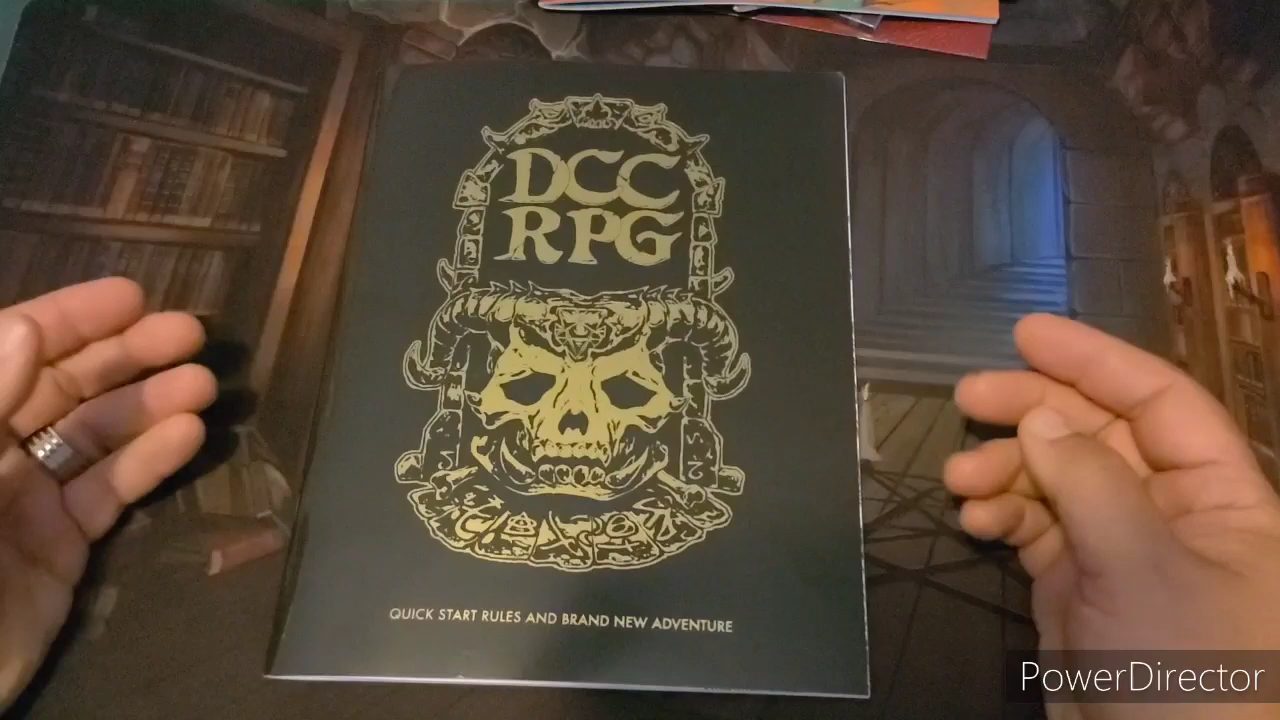 DCC
RPG
QUICK START RULES AND BRAND NEW ADVENTURE
PowerDirector